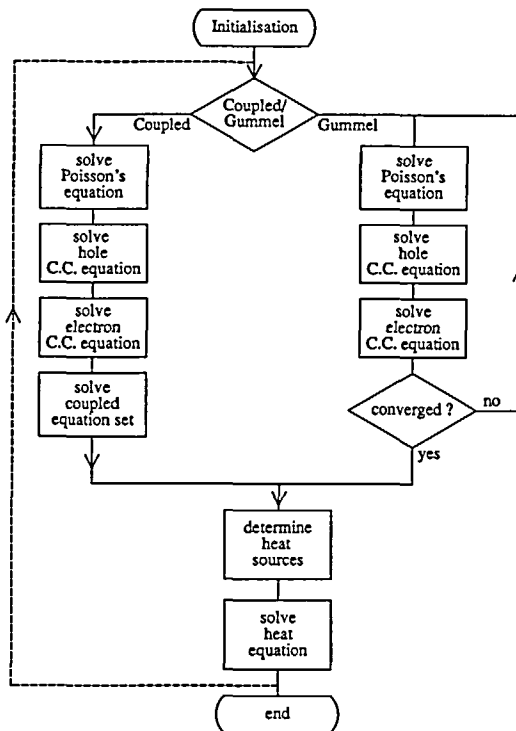 Initialisation
Coupled/
Gummel
Coupled
Gummel
solve
Poisson's
equation
solve
hole
C.C. equation
solve
electron
C.C. equation
solve
coupled
equation set
solve
Poisson's
equation
solve
hole
C.C. equation
solve
electron
C.C. equation
converged ?
no
yes
determine
heat
sources
solve
heat
equation
end